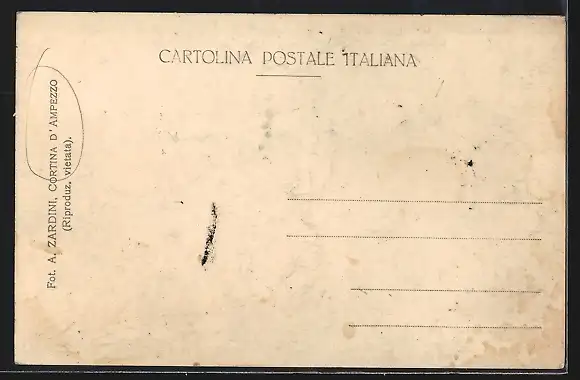 CARTOLINA POSTALE ITALIANA
Fot. A. ZARDINI, CORTINA D'AMPEZZO
(Riproduz. vietata).